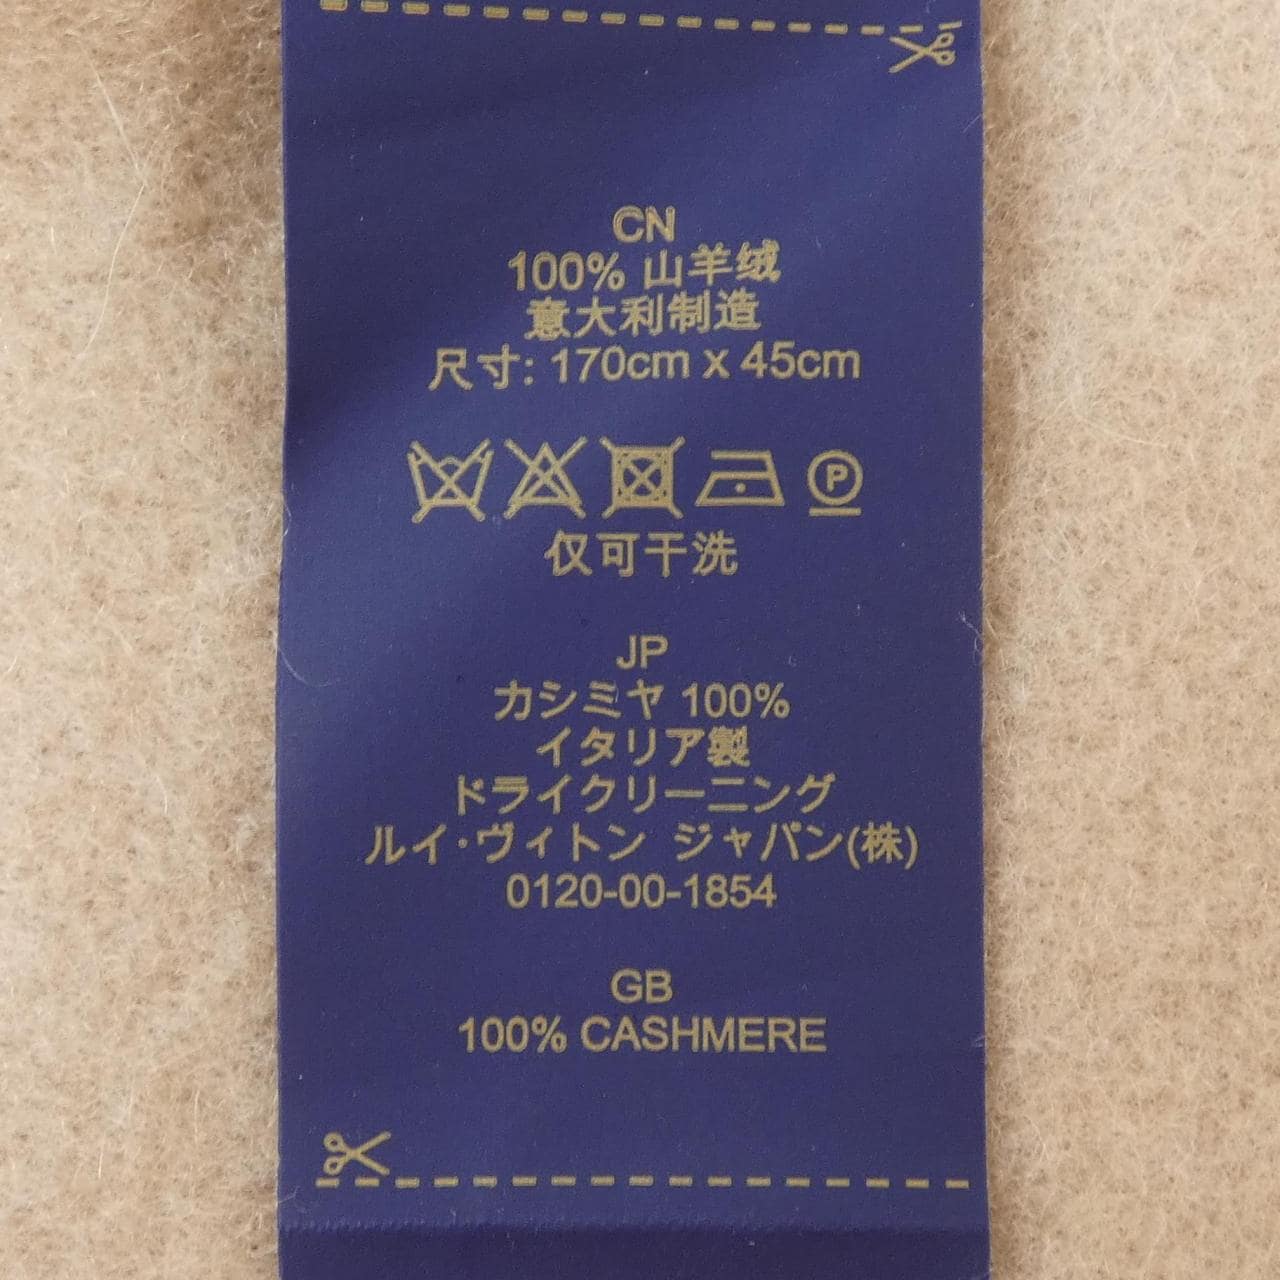 CN
100% 山羊绒
意大利制造
尺寸: 170cm x 45cm
P
仅可干洗
JP
カシミヤ 100%
イタリア製
ドライクリーニング
ルイ·ヴィトン ジャパン(株)
0120-00-1854
GB
100% CASHMERE